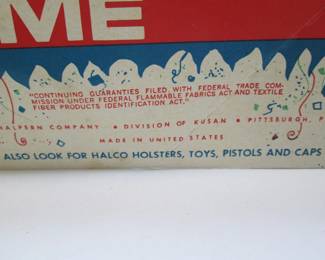 ME
"CONTINUING GUARANTIES FILED WITH FEDERAL TRADE COM-
MISSION UNDER FEDERAL FLAMMABLE FABRICS ACT AND TEXTILE
FIBER PRODUCTS IDENTIFICATION ACT."
HALPERN COMPANY • DIVISION OF KUSAN • PITTSBURGH, P
MADE IN UNITED STATES
ALSO LOOK FOR HALCO HOLSTERS, TOYS, PISTOLS AND CAPS